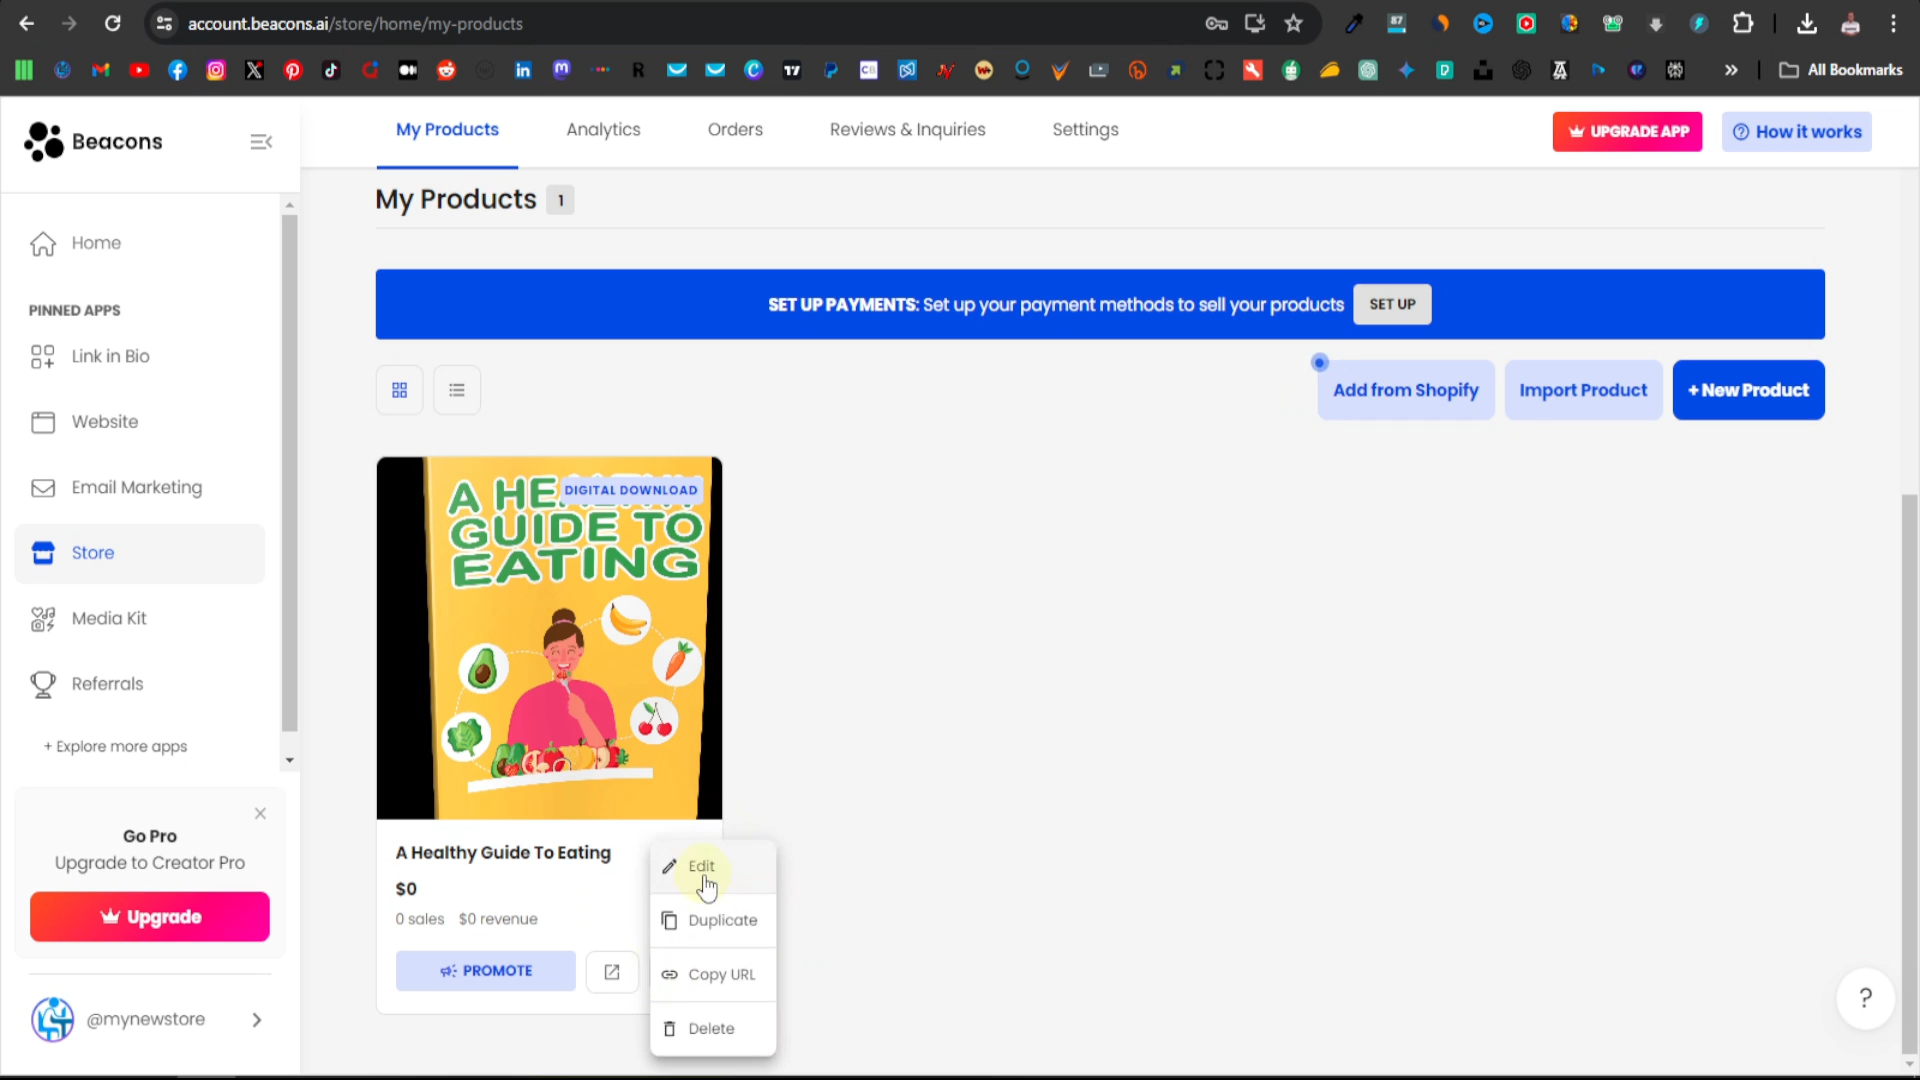 account.beacons.ai/store/home/my-products
All Bookmarks
Beacons
My Products
Analytics
Orders
Reviews & Inquiries
Settings
UPGRADE APP
How it works
Home
PINNED APPS
Link in Bio
Website
Email Marketing
Store
Media Kit
Referrals
+ Explore more apps
Go Pro
Upgrade to Creator Pro
Upgrade
@mynewstore
My Products 1
SET UP PAYMENTS: Set up your payment methods to sell your products SET UP
Add from Shopify
Import Product
+ New Product
DIGITAL DOWNLOAD
A HE
GUIDE TO
EATING
A Healthy Guide To Eating
$0
0 sales $0 revenue
PROMOTE
Edit
Duplicate
Copy URL
Delete
?